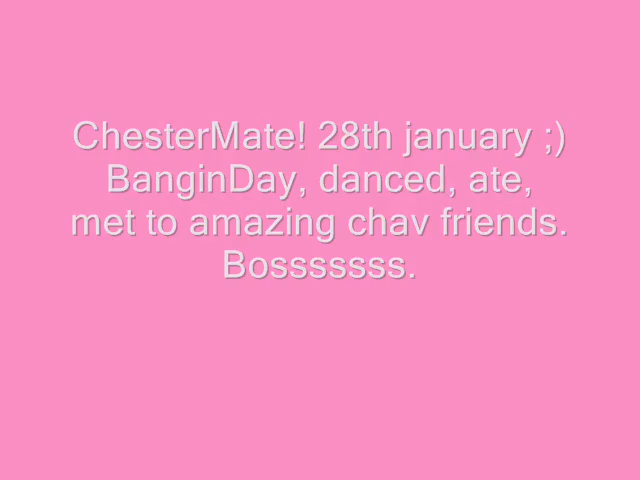 ChesterMate! 28th january ;)
BanginDay, danced, ate,
met to amazing chav friends.
Bosssssss.